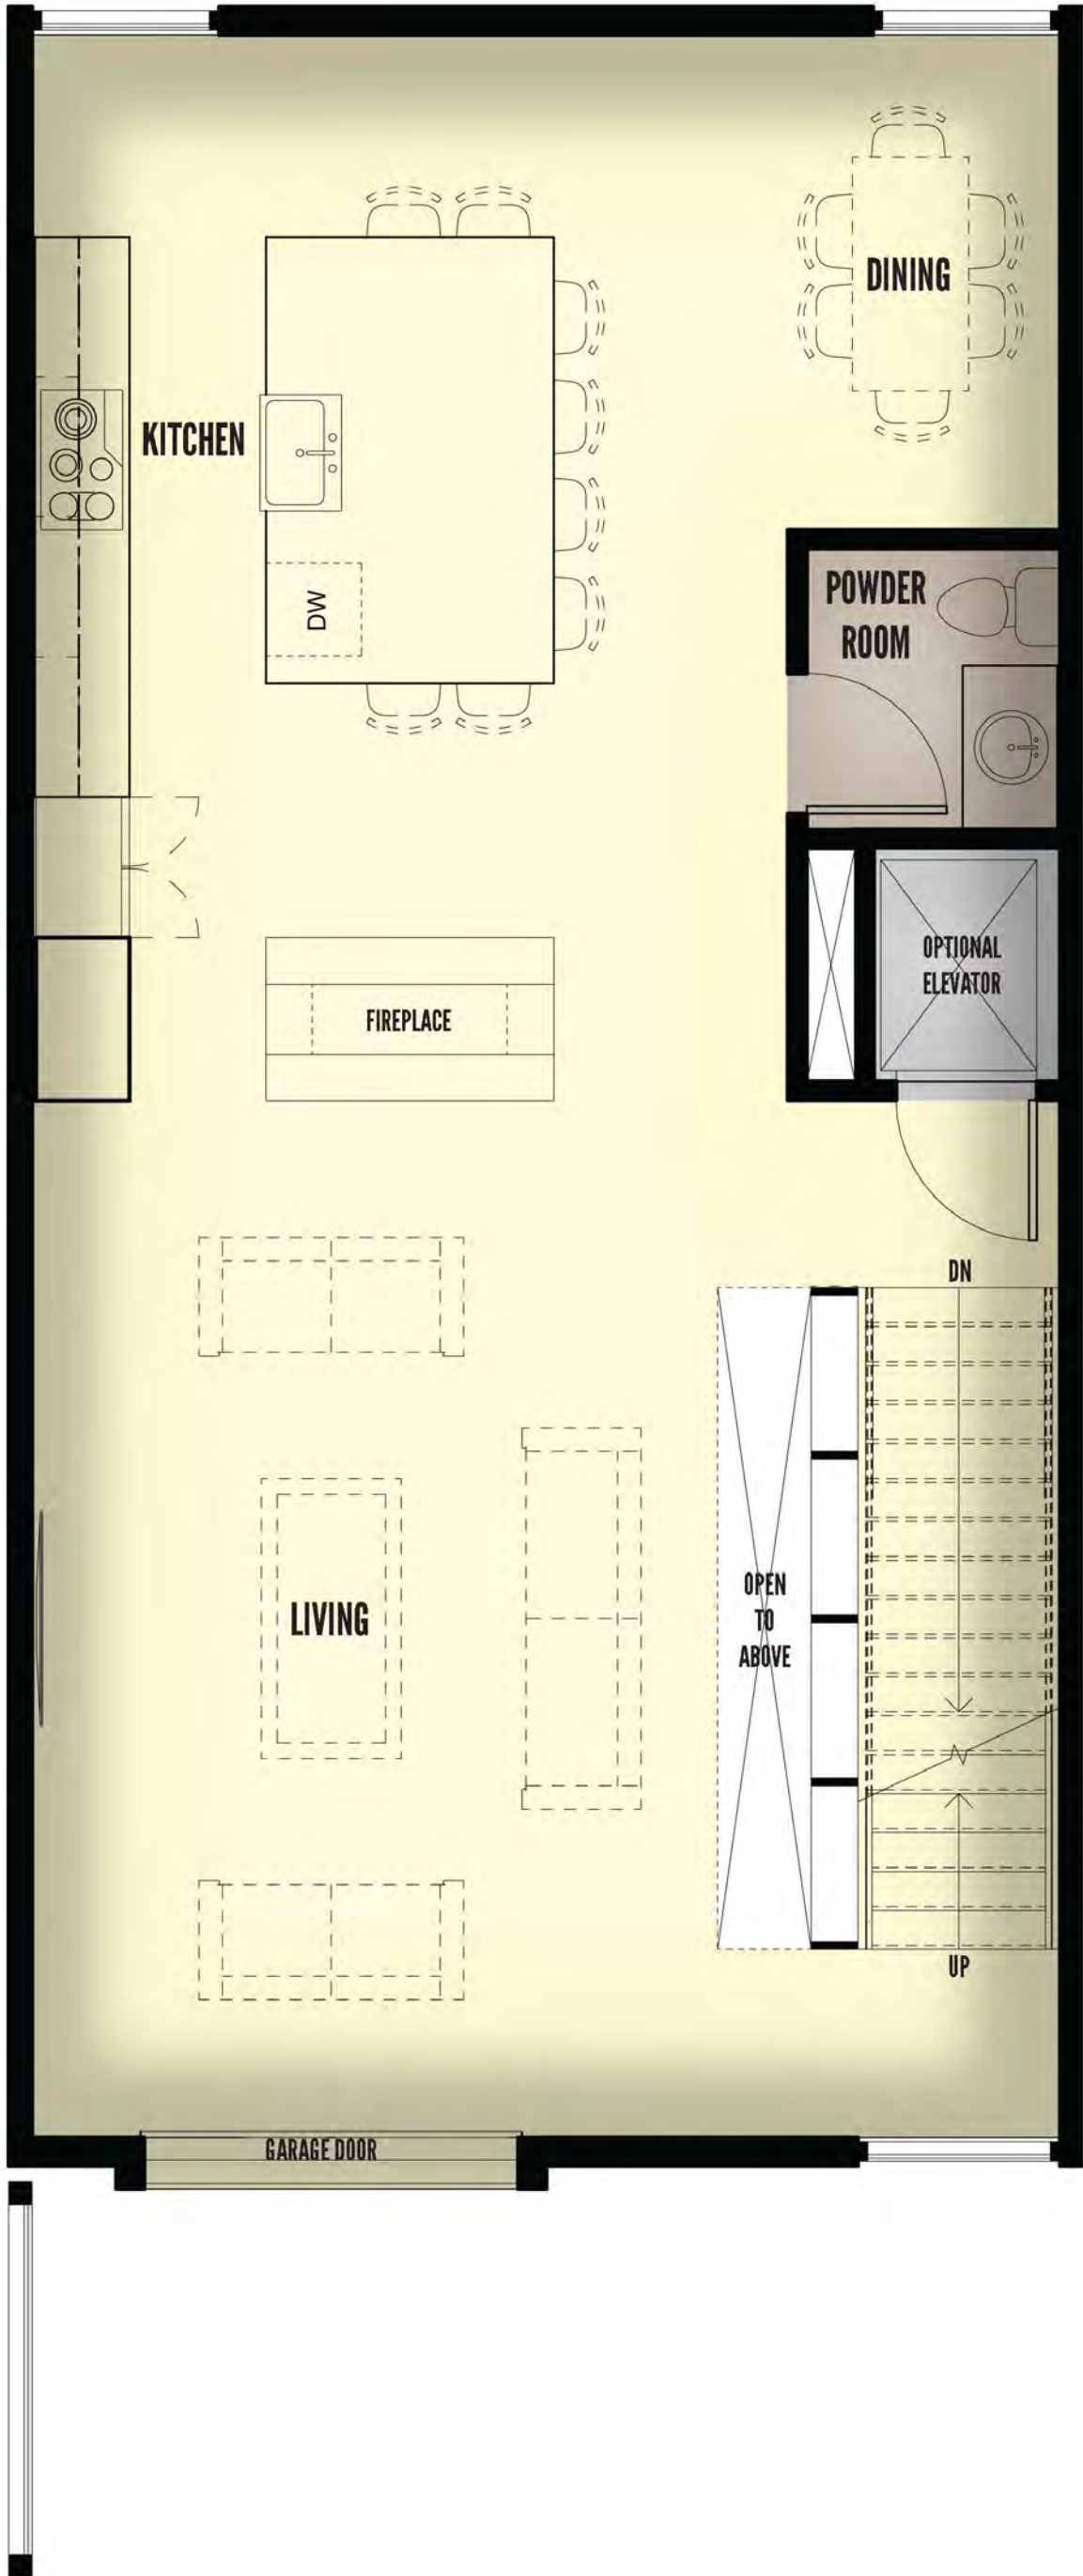 DINING
KITCHEN
POWDER
ROOM
DW
OPTIONAL
ELEVATOR
FIREPLACE
DN
OPEN
TO
ABOVE
LIVING
UP
GARAGE DOOR